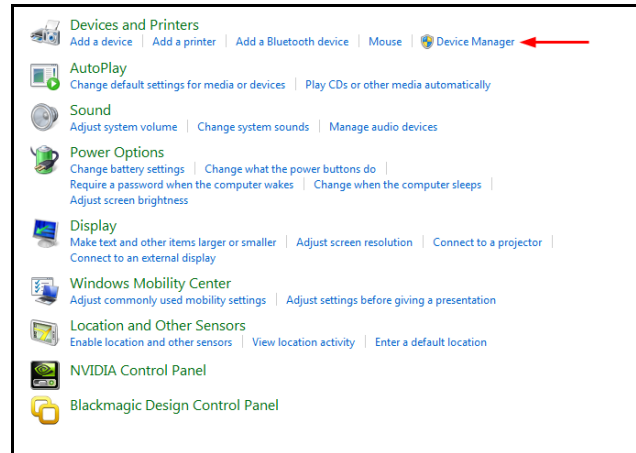 Devices and Printers
Add a device | Add a printer | Add a Bluetooth device | Mouse | Device Manager
AutoPlay
Change default settings for media or devices | Play CDs or other media automatically
Sound
Adjust system volume | Change system sounds | Manage audio devices
Power Options
Change battery settings | Change what the power buttons do |
Require a password when the computer wakes | Change when the computer sleeps |
Adjust screen brightness
Display
Make text and other items larger or smaller | Adjust screen resolution | Connect to a projector |
Connect to an external display
Windows Mobility Center
Adjust commonly used mobility settings | Adjust settings before giving a presentation
Location and Other Sensors
Enable location and other sensors | View location activity | Enter a default location
NVIDIA Control Panel
Blackmagic Design Control Panel